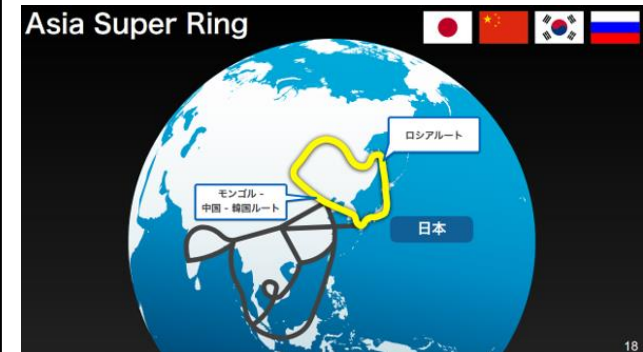 Asia Super Ring
ロシアルート
モンゴル -
中国 - 韓国ルート
日本
18